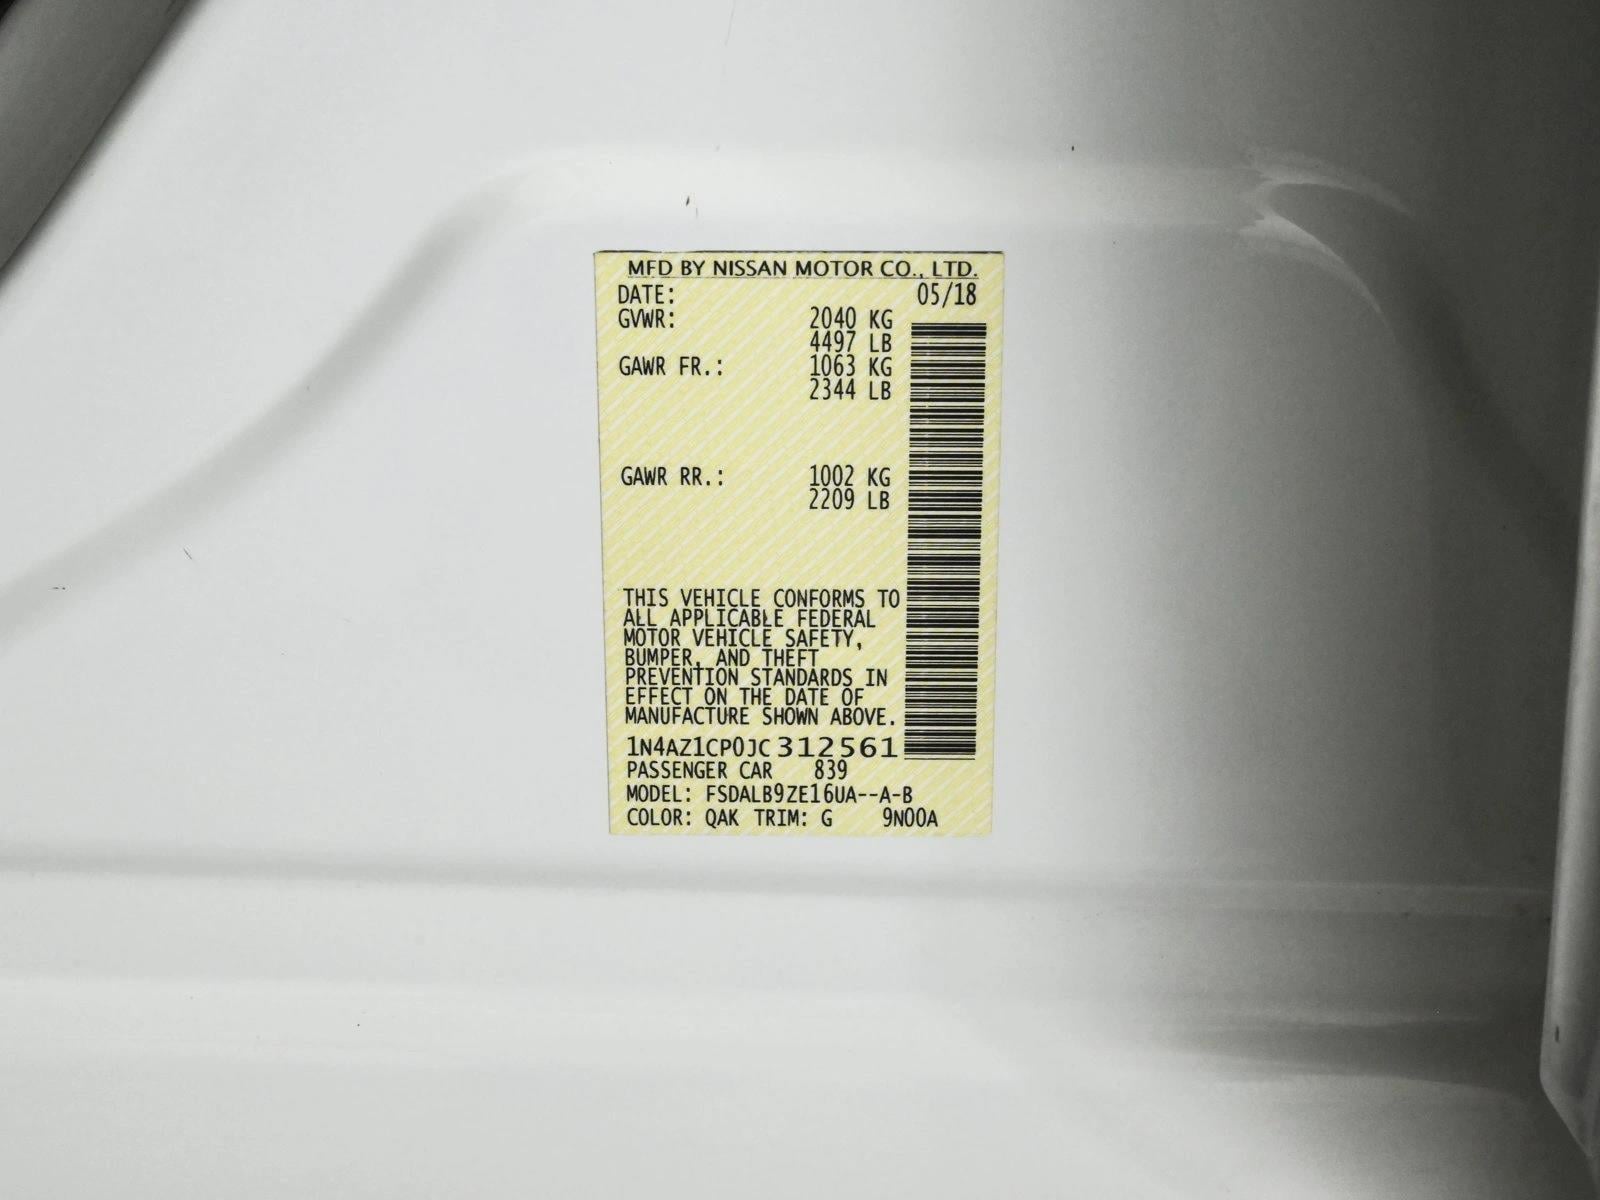 MFD BY NISSAN MOTOR CO., LTD.
DATE: 05/18
GVWR: 2040 KG
4497 LB
GAWR FR.: 1063 KG
2344 LB
GAWR RR.: 1002 KG
2209 LB
THIS VEHICLE CONFORMS TO
ALL APPLICABLE FEDERAL
MOTOR VEHICLE SAFETY,
BUMPER, AND THEFT
PREVENTION STANDARDS IN
EFFECT ON THE DATE OF
MANUFACTURE SHOWN ABOVE.
1N4AZ1CP0JC312561
PASSENGER CAR 839
MODEL: FSDALB9ZE16UA--A-B
COLOR: QAK TRIM: G 9N00A